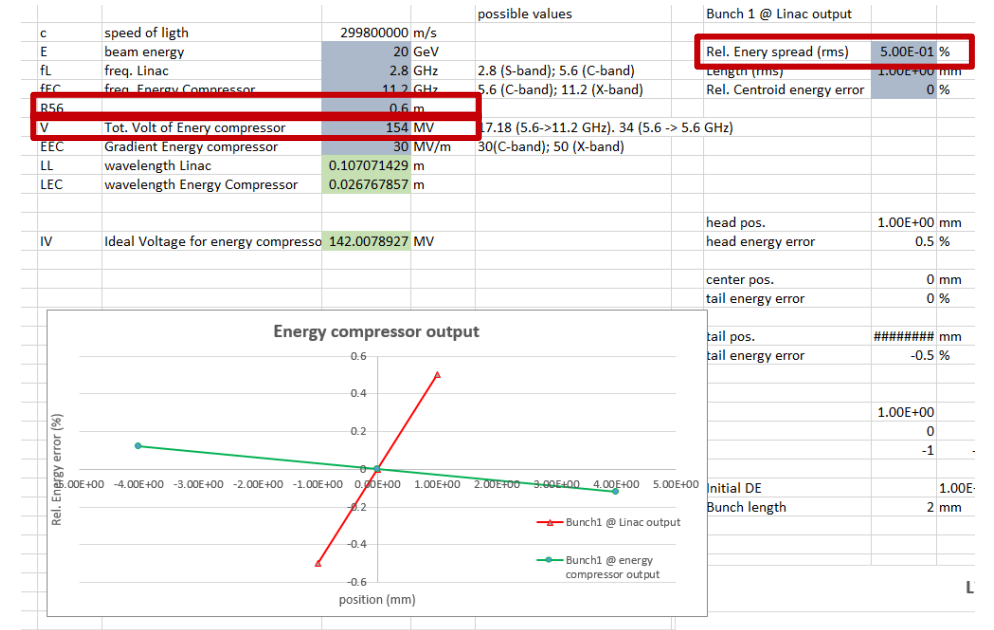 possible values Bunch 1 @ Linac output
c speed of ligth 299800000 m/s
E beam energy 20 GeV Rel. Enery spread (rms) 5.00E-01 %
fL freq. Linac 2.8 GHz 2.8 (S-band); 5.6 (C-band) Length (rms) 1.00E+00 mm
fEC freq. Energy Compressor 11.2 GHz 5.6 (C-band); 11.2 (X-band) Rel. Centroid energy error 0 %
R56 0.6 m
V Tot. Volt of Enery compressor 154 MV 17.18 (5.6->11.2 GHz). 34 (5.6 -> 5.6 GHz)
EEC Gradient Energy compressor 30 MV/m 30(C-band); 50 (X-band)
LL wavelength Linac 0.107071429 m
LEC wavelength Energy Compressor 0.026767857 m
head pos. 1.00E+00 mm
IV Ideal Voltage for energy compresso 142.0078927 MV head energy error 0.5 %
center pos. 0 mm
tail energy error 0 %
tail pos. ######## mm
tail energy error -0.5 %
1.00E+00
0
-1 -
Initial DE 1.00E-
Bunch length 2 mm
L
Energy compressor output
0.6
0.4
0.2
0
-5.00E+00 -4.00E+00 -3.00E+00 -2.00E+00 -1.00E+00 0.00E+00 1.00E+00 2.00E+00 3.00E+00 4.00E+00 5.00E+00
-0.2
-0.4
-0.6
Rel. Energy error (%)
position (mm)
Bunch1 @ Linac output
Bunch1 @ energy
compressor output